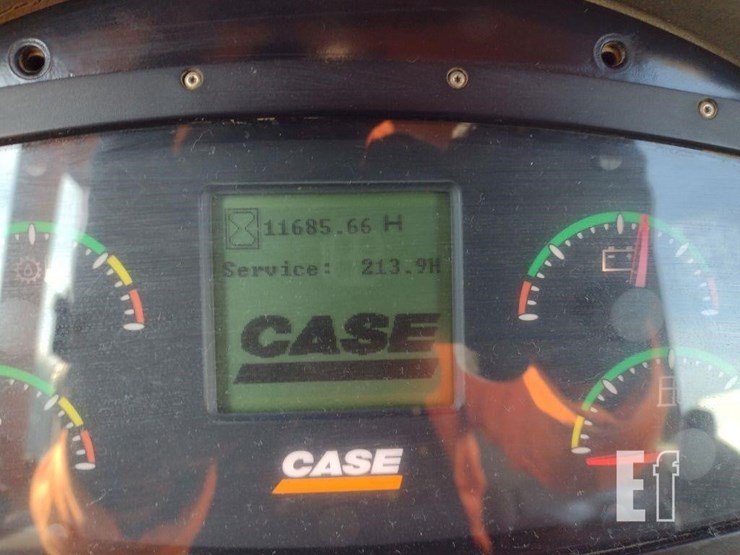 11685.66 H
Service: 213.9H
CASE
CASE
Ef